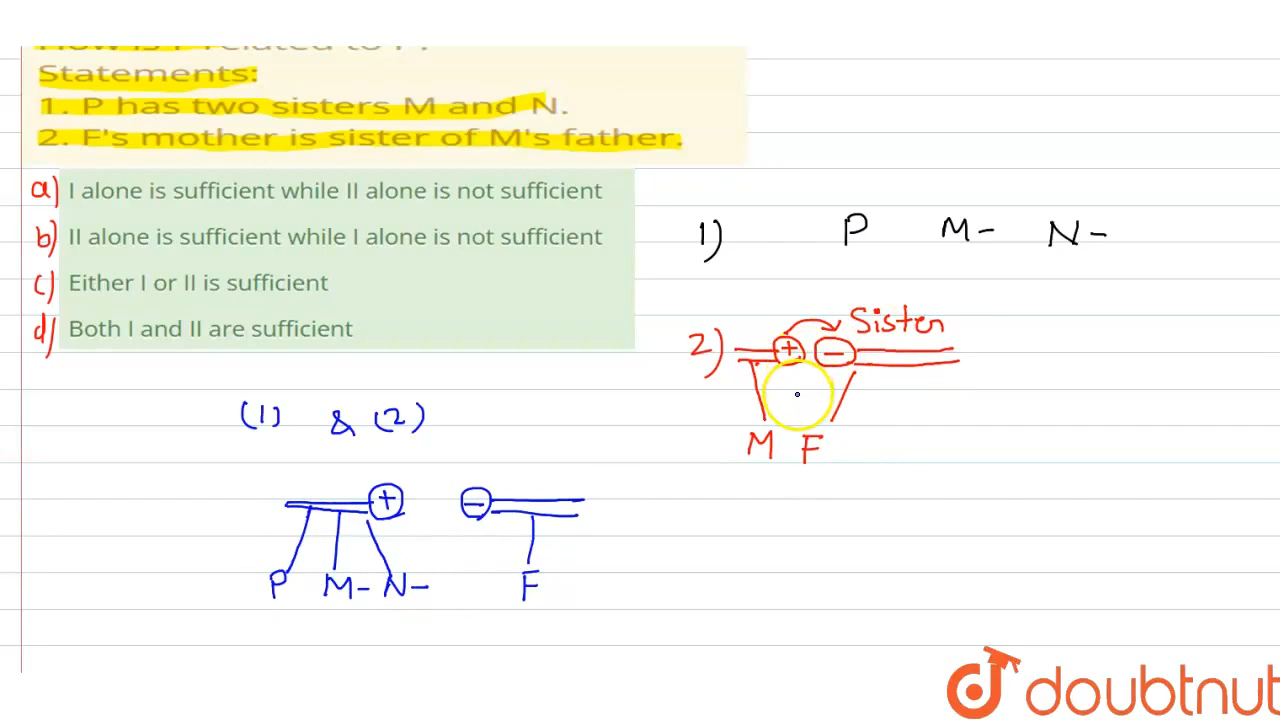 related to
Statements:
1. P has two sisters M and N.
2. F's mother is sister of M's father.
a) I alone is sufficient while II alone is not sufficient
b) II alone is sufficient while I alone is not sufficient
c) Either I or II is sufficient
d) Both I and II are sufficient
1) P M- N-
2) + - Sister
M F
(1) & (2)
+ -
P M- N- F
doubtnut